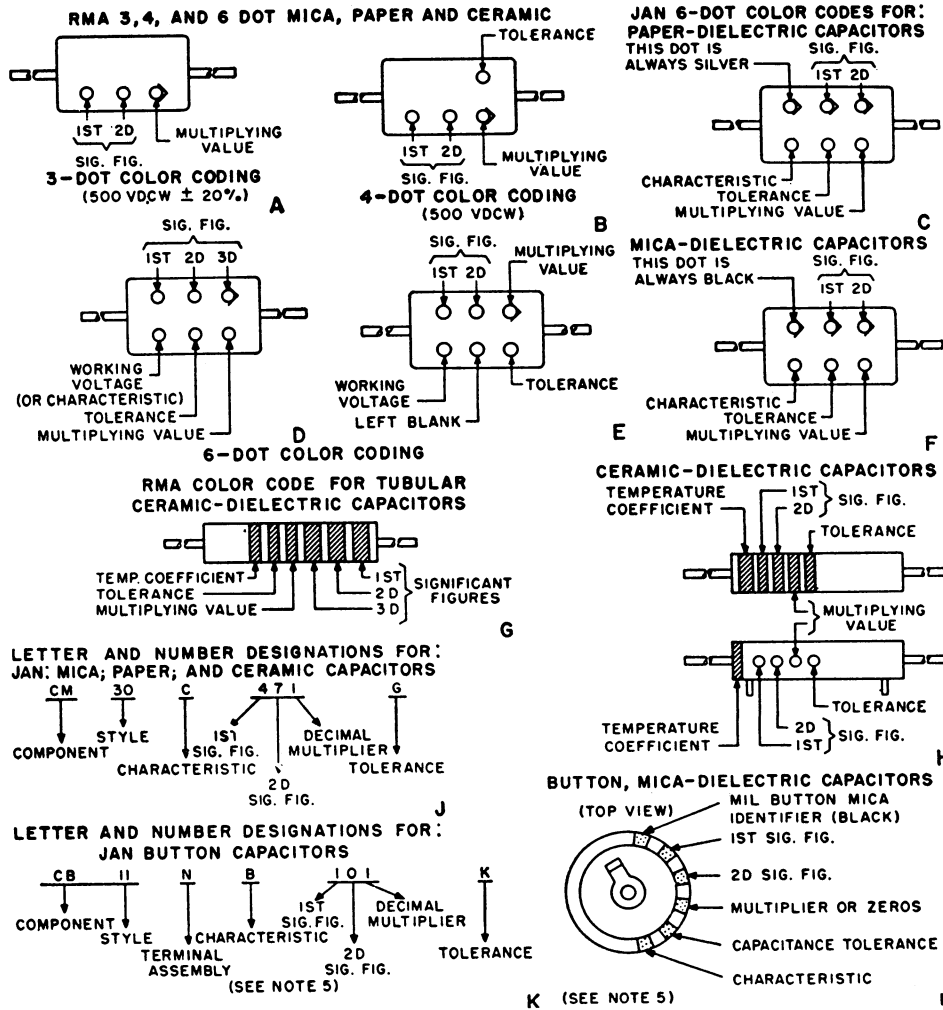 RMA 3,4, AND 6 DOT MICA, PAPER AND CERAMIC
1ST 2D
SIG. FIG.
MULTIPLYING
VALUE
3-DOT COLOR CODING
(500 VDCW ± 20%)
A
TOLERANCE
1ST 2D
SIG. FIG.
MULTIPLYING
VALUE
4-DOT COLOR CODING
(500 VDCW)
B
JAN 6-DOT COLOR CODES FOR:
PAPER-DIELECTRIC CAPACITORS
THIS DOT IS
ALWAYS SILVER
SIG. FIG.
1ST 2D
CHARACTERISTIC
TOLERANCE
MULTIPLYING VALUE
C
SIG. FIG.
1ST 2D 3D
WORKING
VOLTAGE
(OR CHARACTERISTIC)
TOLERANCE
MULTIPLYING VALUE
D
SIG. FIG.
1ST 2D
MULTIPLYING
VALUE
WORKING
VOLTAGE
LEFT BLANK
TOLERANCE
E
6-DOT COLOR CODING
MICA-DIELECTRIC CAPACITORS
THIS DOT IS
ALWAYS BLACK
SIG. FIG.
1ST 2D
CHARACTERISTIC
TOLERANCE
MULTIPLYING VALUE
F
RMA COLOR CODE FOR TUBULAR
CERAMIC-DIELECTRIC CAPACITORS
TEMP. COEFFICIENT
TOLERANCE
MULTIPLYING VALUE
1ST
2D
3D
SIGNIFICANT
FIGURES
G
CERAMIC-DIELECTRIC CAPACITORS
TEMPERATURE
COEFFICIENT
1ST
2D
SIG. FIG.
TOLERANCE
MULTIPLYING
VALUE
TOLERANCE
TEMPERATURE
COEFFICIENT
2D
1ST
SIG. FIG.
H
LETTER AND NUMBER DESIGNATIONS FOR:
JAN: MICA; PAPER; AND CERAMIC CAPACITORS
CM 30 C 471 G
COMPONENT
STYLE
CHARACTERISTIC
1ST
SIG. FIG.
2D
SIG. FIG.
DECIMAL
MULTIPLIER
TOLERANCE
J
LETTER AND NUMBER DESIGNATIONS FOR:
JAN BUTTON CAPACITORS
CB 11 N B 101 K
COMPONENT
STYLE
TERMINAL
ASSEMBLY
CHARACTERISTIC
1ST
SIG. FIG.
2D
SIG. FIG.
DECIMAL
MULTIPLIER
TOLERANCE
(SEE NOTE 5)
K
BUTTON, MICA-DIELECTRIC CAPACITORS
(TOP VIEW)
MIL BUTTON MICA
IDENTIFIER (BLACK)
1ST SIG. FIG.
2D SIG. FIG.
MULTIPLIER OR ZEROS
CAPACITANCE TOLERANCE
CHARACTERISTIC
(SEE NOTE 5)